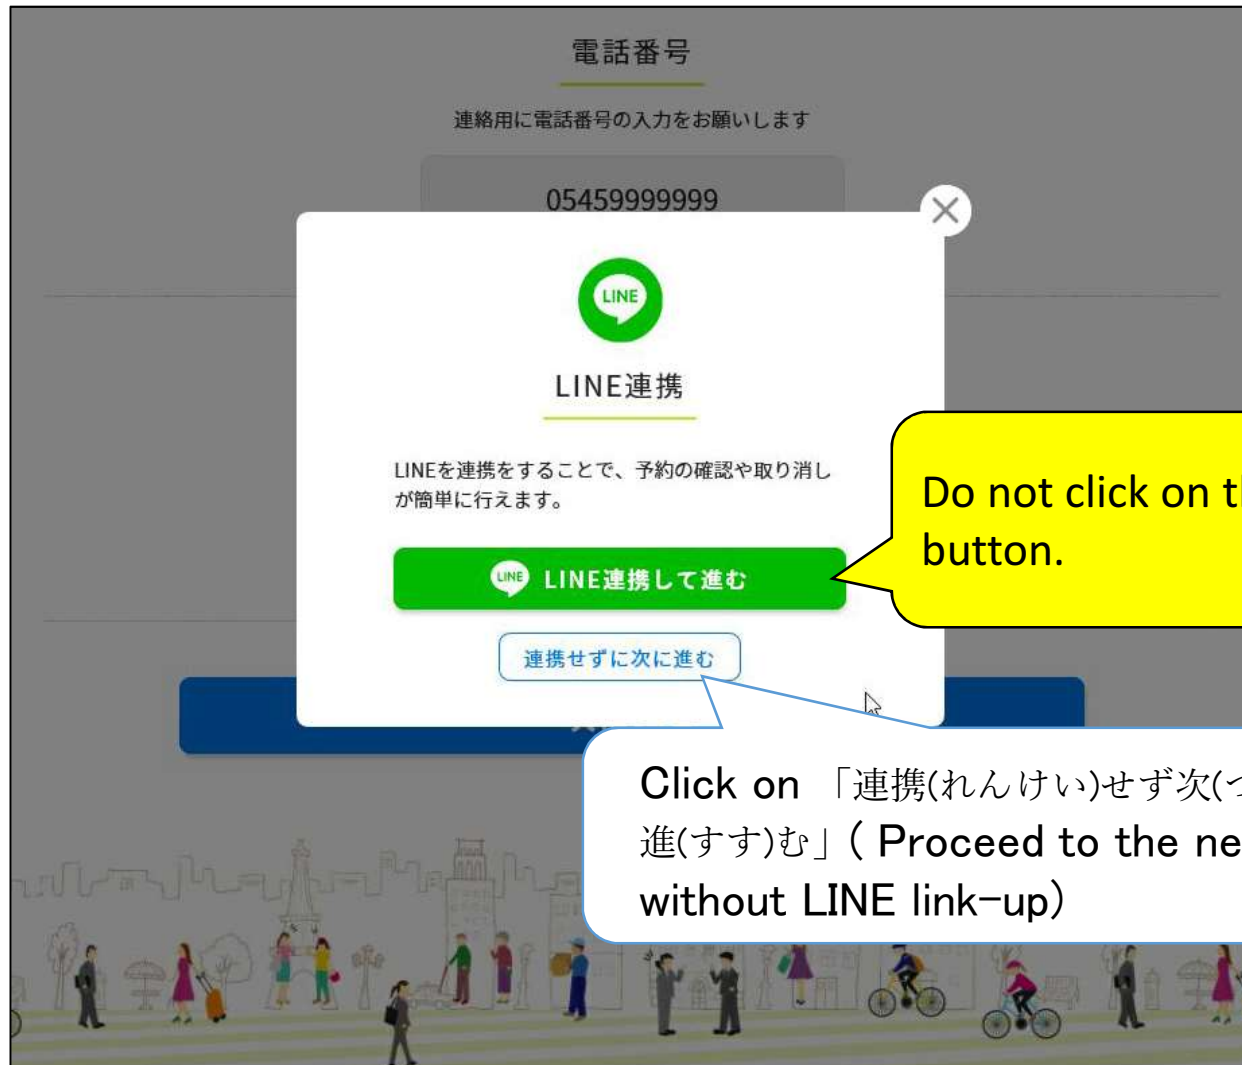 電話番号
連絡用に電話番号の入力をお願いします
05459999999
LINE
LINE連携
LINEを連携をすることで、予約の確認や取り消し
が簡単に行えます。
LINE LINE連携して進む
連携せずに次に進む
Do not click on
button.
Click on 「連携(れんけい)せず次(
進(すす)む」( Proceed to the
without LINE link-up)